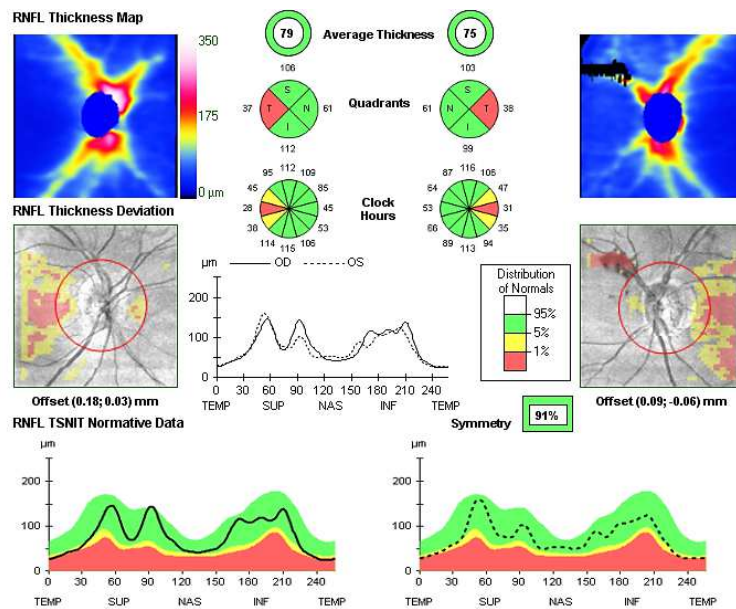 RNFL Thickness Map
350
175
0 µm
79 Average Thickness 75
106 103
Quadrants
37 S T N I 61
61 S N T I 38
112 99
112 116
95 109 87 106
45 85 64 47
28 45 Clock 53 31
38 53 Hours 66 35
114 106 89 94
115 113
RNFL Thickness Deviation
µm OD OS
200
100
0
0 30 60 90 120 150 180 210 240
TEMP SUP NAS INF TEMP
Distribution
of Normals
95%
5%
1%
Offset (0.18; 0.03) mm
Offset (0.09; -0.06) mm
RNFL TSNIT Normative Data
Symmetry 91%
µm µm
200 200
100 100
0 0
0 30 60 90 120 150 180 210 240 0 30 60 90 120 150 180 210 240
TEMP SUP NAS INF TEMP TEMP SUP NAS INF TEMP